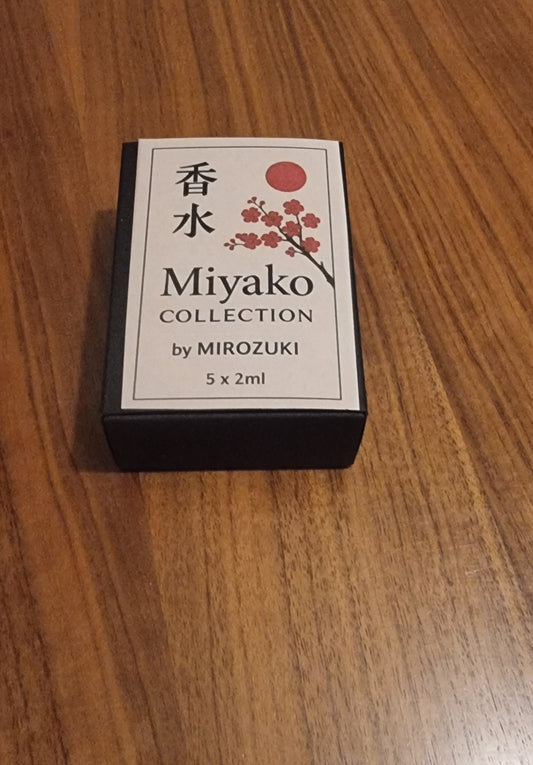 香水
Miyako
COLLECTION
by MIROZUKI
5 x 2ml